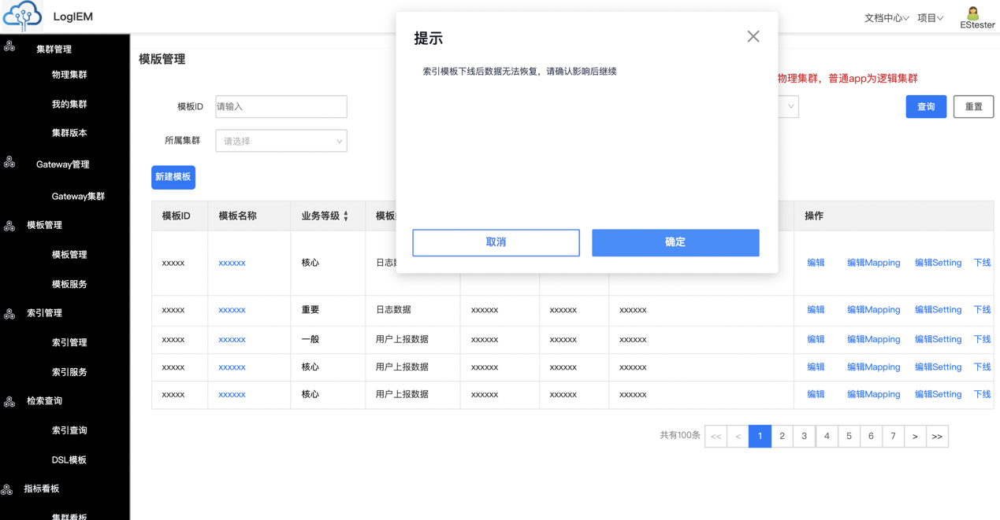 LogIEM
文档中心
项目
EStester
集群管理
物理集群
我的集群
集群版本
Gateway管理
Gateway集群
模板管理
模板管理
模板服务
索引管理
索引管理
索引服务
检索查询
索引查询
DSL模板
指标看板
集群看板
模版管理
物理集群，普通app为逻辑集群
模板ID 请输入
查询 重置
所属集群 请选择
新建模板
提示
索引模板下线后数据无法恢复，请确认影响后继续
取消 确定
模板ID 模板名称 业务等级 模板 操作
xxxxx xxxxxx 核心 日志 编辑 编辑Mapping 编辑Setting 下线
xxxxx xxxxxx 重要 日志数据 xxxxxx xxxxxx xxxxxx 编辑 编辑Mapping 编辑Setting 下线
xxxxx xxxxxx 一般 用户上报数据 xxxxxx xxxxxx xxxxxx 编辑 编辑Mapping 编辑Setting 下线
xxxxx xxxxxx 核心 用户上报数据 xxxxxx xxxxxx xxxxxx 编辑 编辑Mapping 编辑Setting 下线
xxxxx xxxxxx 核心 用户上报数据 xxxxxx xxxxxx xxxxxx 编辑 编辑Mapping 编辑Setting 下线
共有100条 << < 1 2 3 4 5 6 7 > >>